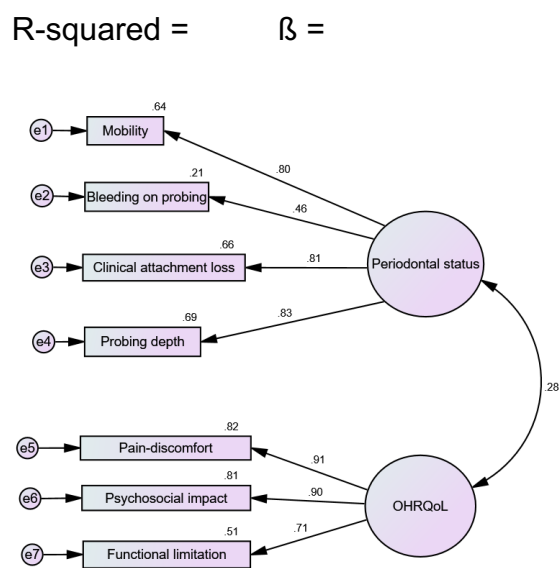 R-squared = ß =
.64
e1 Mobility
.80
.21
e2 Bleeding on probing
.46
.66
e3 Clinical attachment loss .81 Periodontal status
.69 .83
e4 Probing depth
.28
.82
e5 Pain-discomfort
.91
.81
e6 Psychosocial impact .90 OHRQoL
.51 .71
e7 Functional limitation